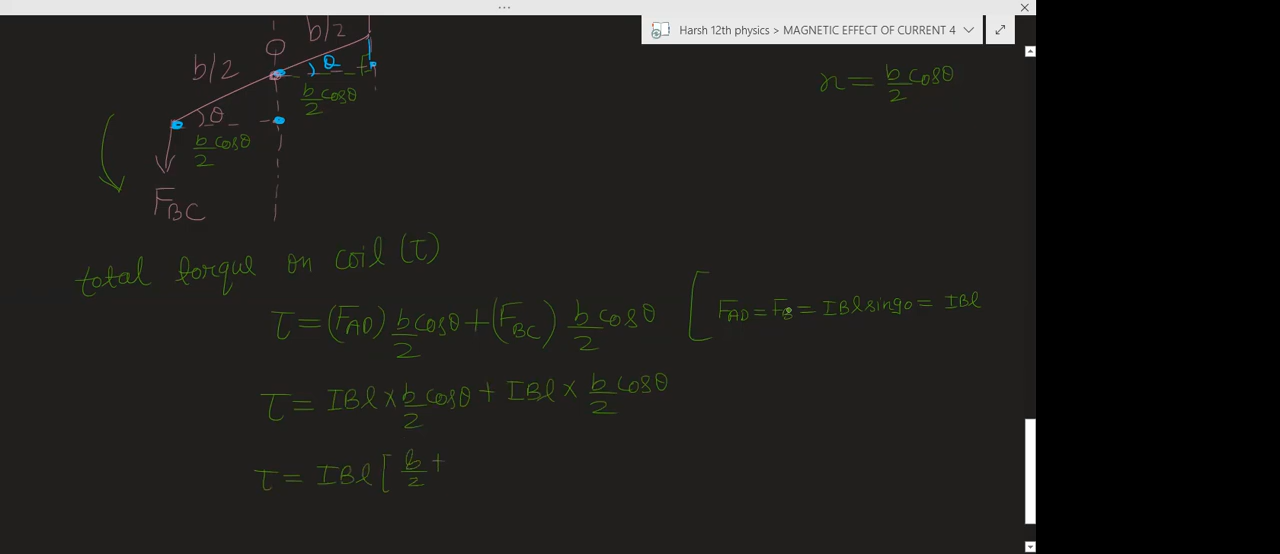 Harsh 12th physics > MAGNETIC EFFECT OF CURRENT 4
b/2
O
b/2
θ
b/2 cosθ
θ
b/2 cosθ
F_BC
r = b/2 cosθ
total torque on coil (τ)
τ = (F_AD) b/2 cosθ + (F_BC) b/2 cosθ [ F_AD = F_B = IBl sin90 = IBl
τ = IBl × b/2 cosθ + IBl × b/2 cosθ
τ = IBl [ b/2 +